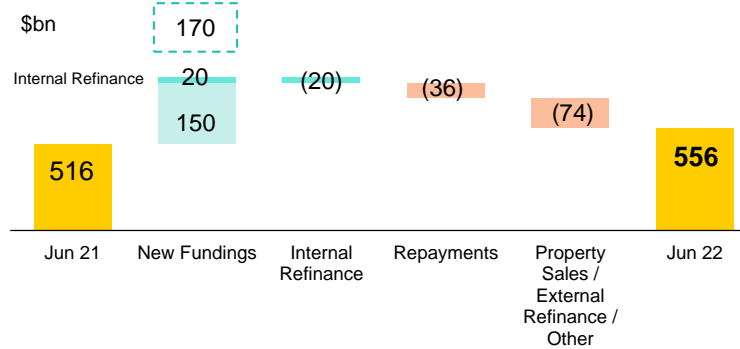 $bn
170
Internal Refinance
20
(20)
(36)
150
(74)
516
556
Jun 21
New Fundings
Internal
Refinance
Repayments
Property
Sales /
External
Refinance /
Other
Jun 22